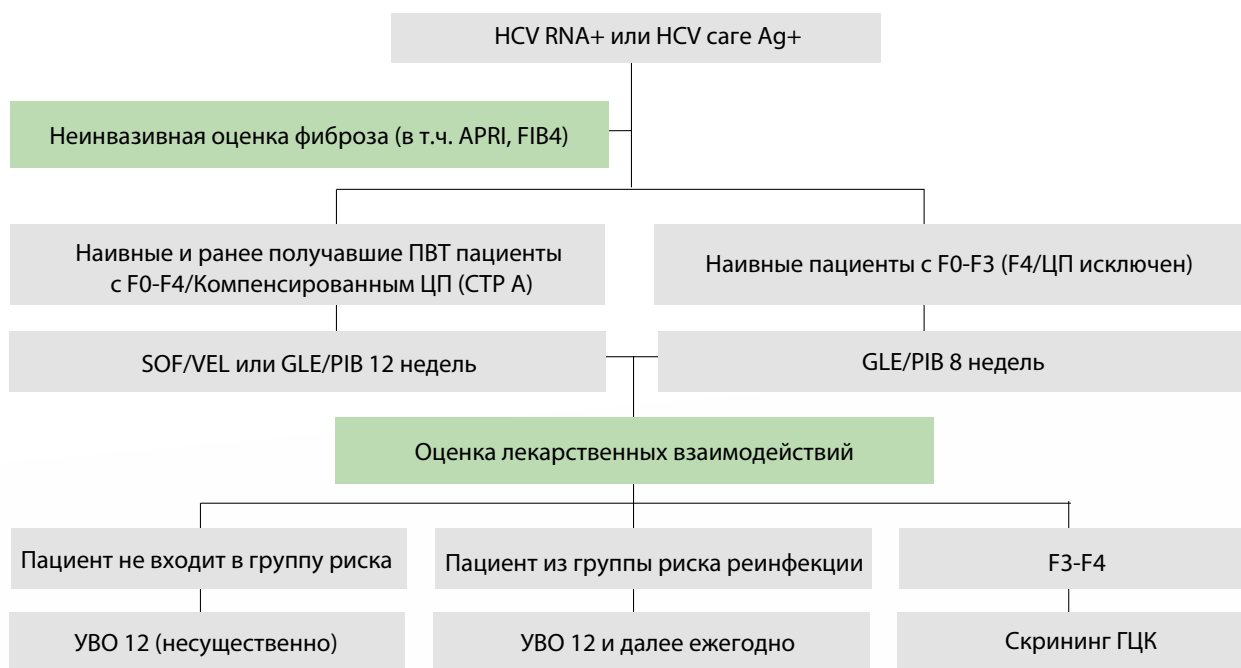 HCV RNA+ или HCV care Ag+
Неинвазивная оценка фиброза (в т.ч. APRI, FIB4)
Наивные и ранее получавшие ПВТ пациенты
с F0-F4/Компенсированным ЦП (СТР А)
Наивные пациенты с F0-F3 (F4/ЦП исключен)
SOF/VEL или GLE/PIB 12 недель
GLE/PIB 8 недель
Оценка лекарственных взаимодействий
Пациент не входит в группу риска
Пациент из группы риска реинфекции
F3-F4
УВО 12 (несущественно)
УВО 12 и далее ежегодно
Скрининг ГЦК